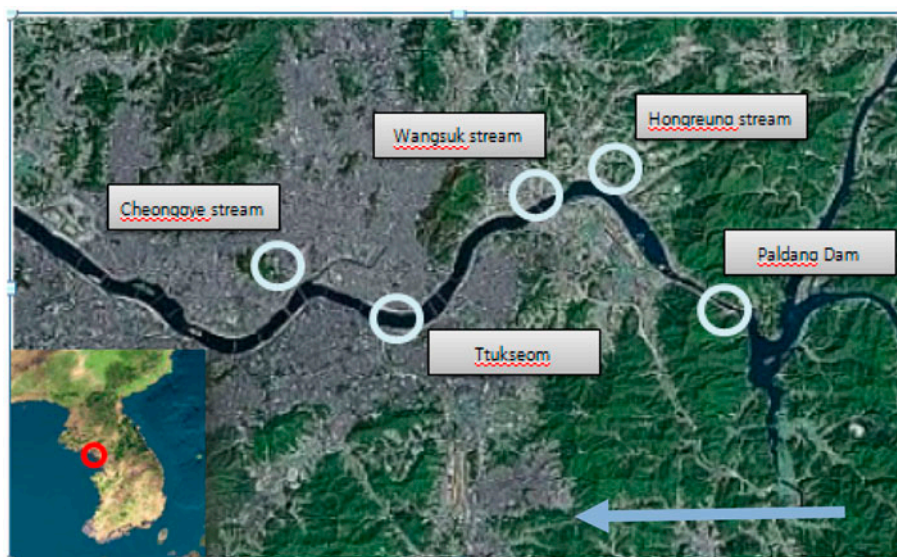 Hongreung stream
Wangsuk stream
Cheonggye stream
Paldang Dam
Ttukseom